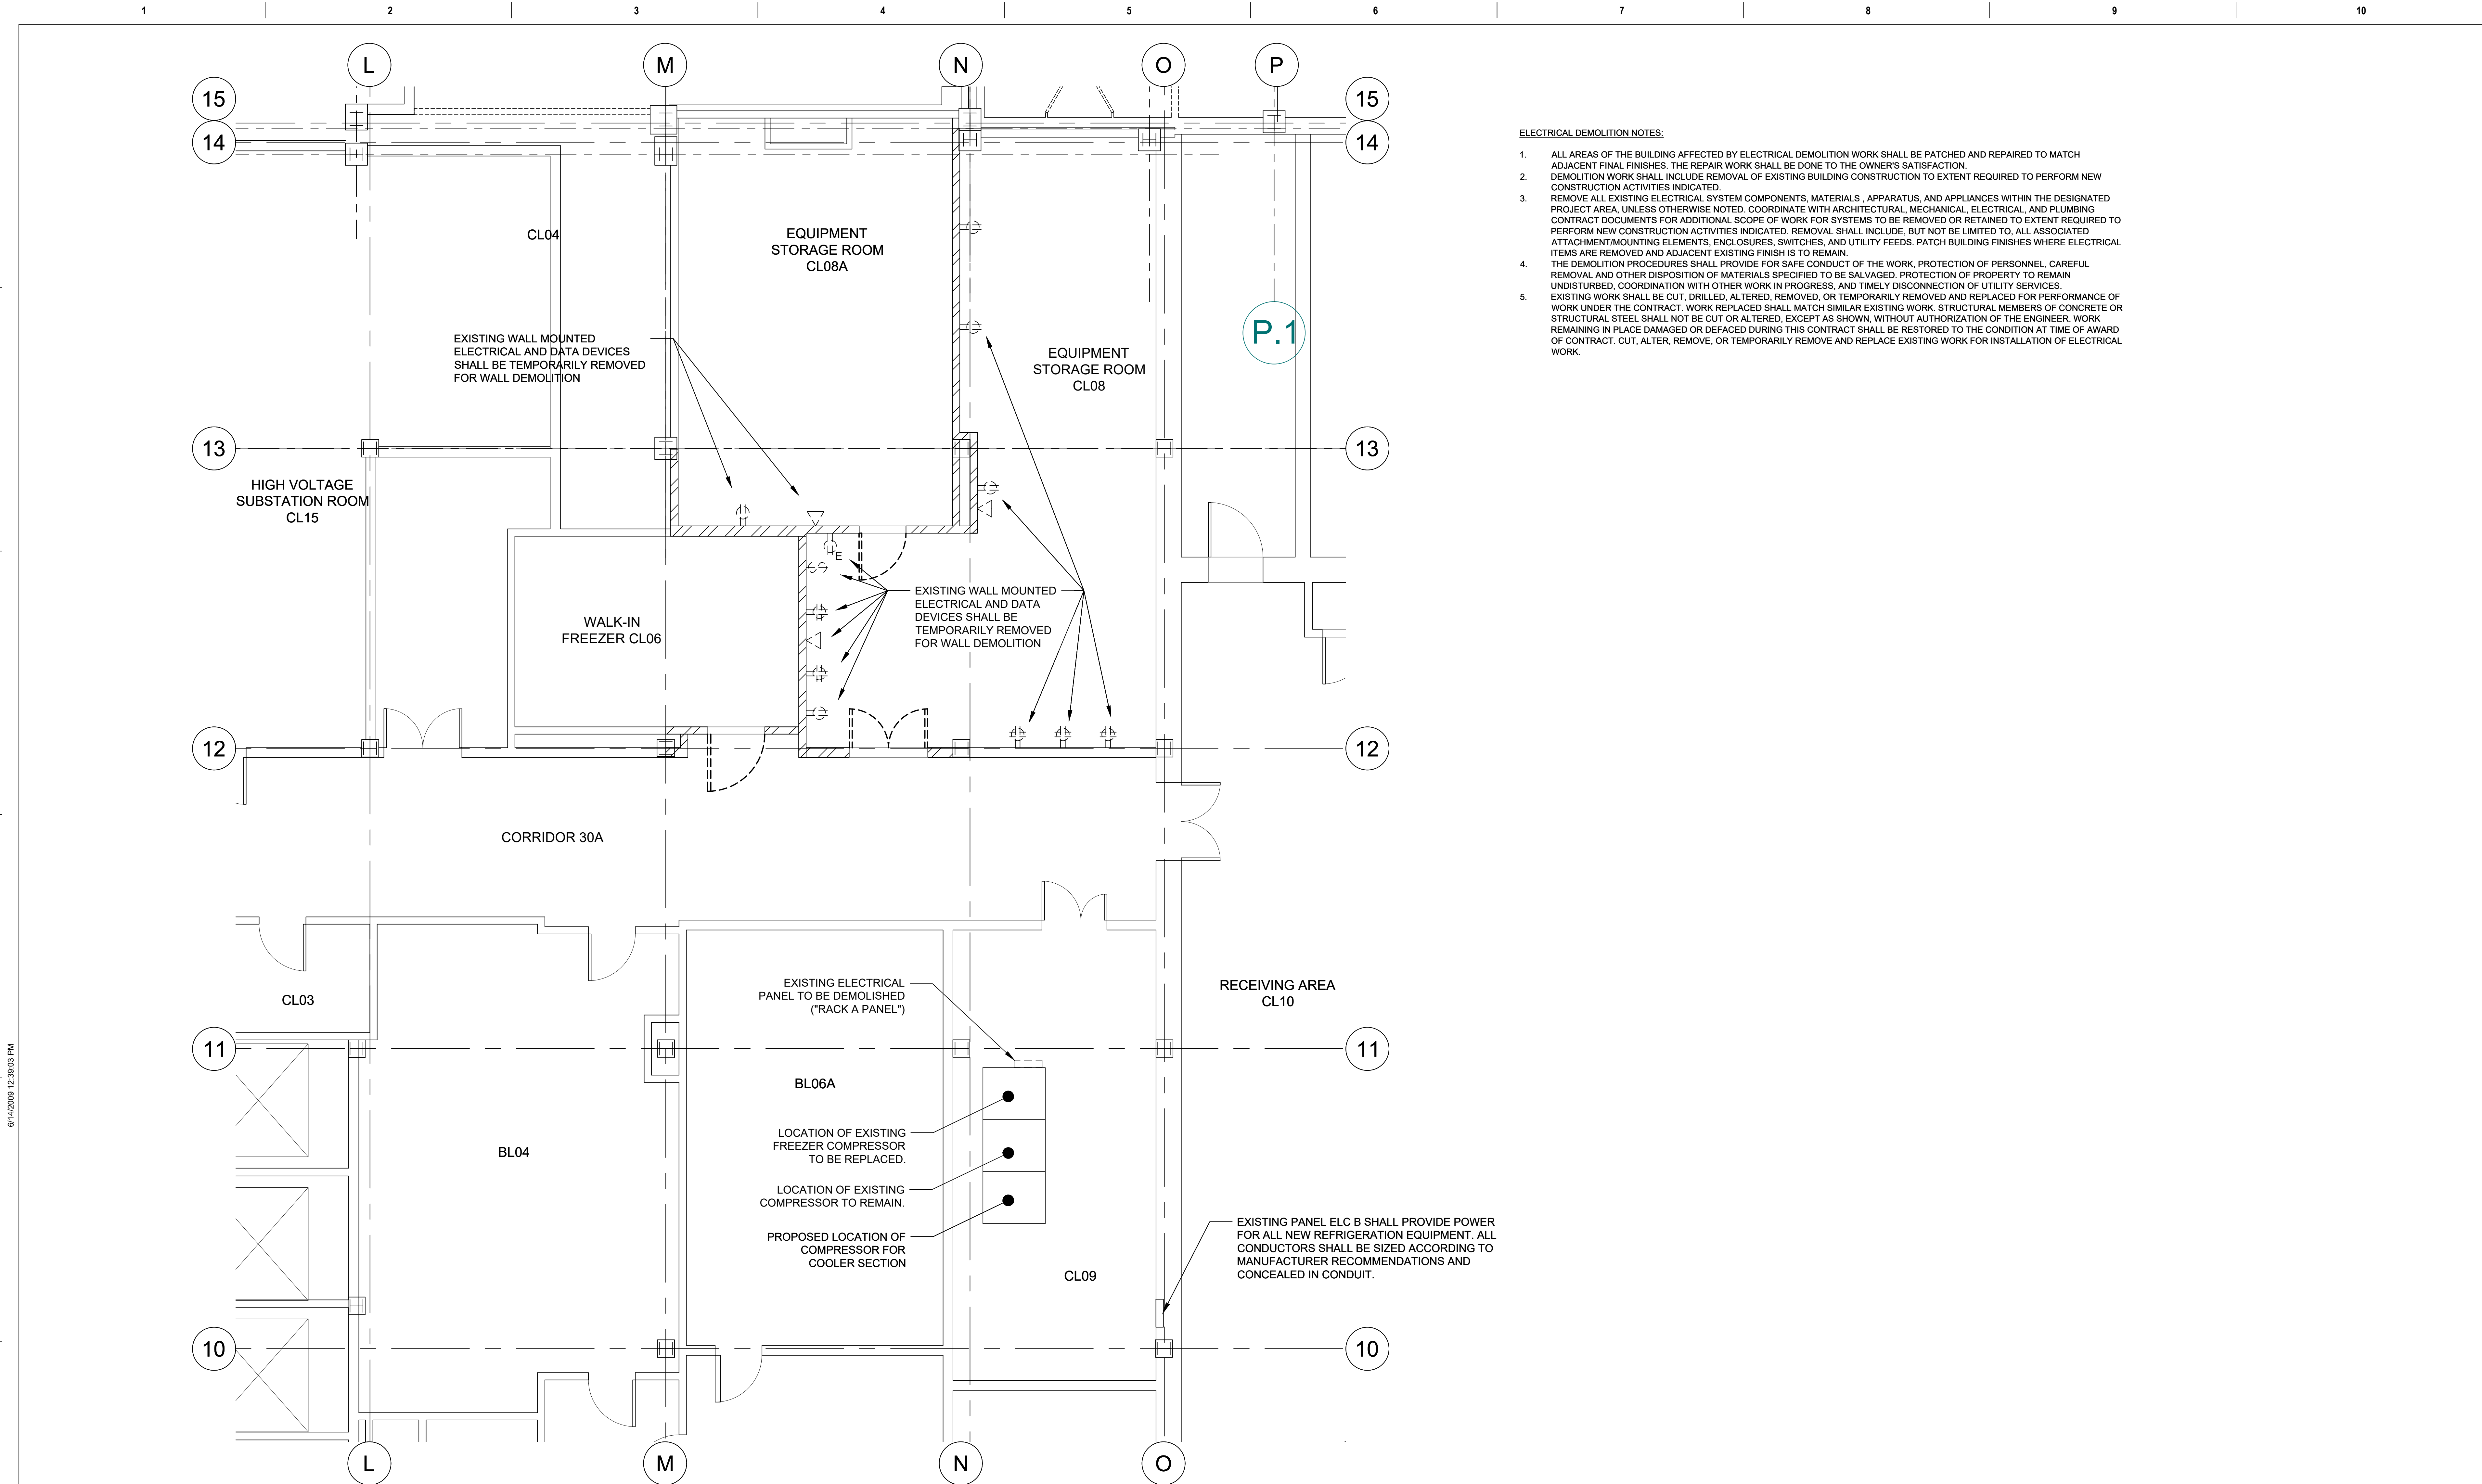 1 2 3 4 5 6 7 8 9 10
L M N O P
15 15
14 14
ELECTRICAL DEMOLITION NOTES:
1. ALL AREAS OF THE BUILDING AFFECTED BY ELECTRICAL DEMOLITION WORK SHALL BE PATCHED AND REPAIRED TO MATCH
ADJACENT FINAL FINISHES. THE REPAIR WORK SHALL BE DONE TO THE OWNER'S SATISFACTION.
2. DEMOLITION WORK SHALL INCLUDE REMOVAL OF EXISTING BUILDING CONSTRUCTION TO EXTENT REQUIRED TO PERFORM NEW
CONSTRUCTION ACTIVITIES INDICATED.
3. REMOVE ALL EXISTING ELECTRICAL SYSTEM COMPONENTS, MATERIALS , APPARATUS, AND APPLIANCES WITHIN THE DESIGNATED
PROJECT AREA, UNLESS OTHERWISE NOTED. COORDINATE WITH ARCHITECTURAL, MECHANICAL, ELECTRICAL, AND PLUMBING
CONTRACT DOCUMENTS FOR ADDITIONAL SCOPE OF WORK FOR SYSTEMS TO BE REMOVED OR RETAINED TO EXTENT REQUIRED TO
PERFORM NEW CONSTRUCTION ACTIVITIES INDICATED. REMOVAL SHALL INCLUDE, BUT NOT BE LIMITED TO, ALL ASSOCIATED
ATTACHMENT/MOUNTING ELEMENTS, ENCLOSURES, SWITCHES, AND UTILITY FEEDS. PATCH BUILDING FINISHES WHERE ELECTRICAL
ITEMS ARE REMOVED AND ADJACENT EXISTING FINISH IS TO REMAIN.
4. THE DEMOLITION PROCEDURES SHALL PROVIDE FOR SAFE CONDUCT OF THE WORK, PROTECTION OF PERSONNEL, CAREFUL
REMOVAL AND OTHER DISPOSITION OF MATERIALS SPECIFIED TO BE SALVAGED. PROTECTION OF PROPERTY TO REMAIN
UNDISTURBED, COORDINATION WITH OTHER WORK IN PROGRESS, AND TIMELY DISCONNECTION OF UTILITY SERVICES.
5. EXISTING WORK SHALL BE CUT, DRILLED, ALTERED, REMOVED, OR TEMPORARILY REMOVED AND REPLACED FOR PERFORMANCE OF
WORK UNDER THE CONTRACT. WORK REPLACED SHALL MATCH SIMILAR EXISTING WORK. STRUCTURAL MEMBERS OF CONCRETE OR
STRUCTURAL STEEL SHALL NOT BE CUT OR ALTERED, EXCEPT AS SHOWN, WITHOUT AUTHORIZATION OF THE ENGINEER. WORK
REMAINING IN PLACE DAMAGED OR DEFACED DURING THIS CONTRACT SHALL BE RESTORED TO THE CONDITION AT TIME OF AWARD
OF CONTRACT. CUT, ALTER, REMOVE, OR TEMPORARILY REMOVE AND REPLACE EXISTING WORK FOR INSTALLATION OF ELECTRICAL
WORK.
CL04
EQUIPMENT
STORAGE ROOM
CL08A
P.1
EXISTING WALL MOUNTED
ELECTRICAL AND DATA DEVICES
SHALL BE TEMPORARILY REMOVED
FOR WALL DEMOLITION
EQUIPMENT
STORAGE ROOM
CL08
13 13
HIGH VOLTAGE
SUBSTATION ROOM
CL15
E
EXISTING WALL MOUNTED
ELECTRICAL AND DATA
DEVICES SHALL BE
TEMPORARILY REMOVED
FOR WALL DEMOLITION
WALK-IN
FREEZER CL06
12 12
CORRIDOR 30A
EXISTING ELECTRICAL
PANEL TO BE DEMOLISHED
("RACK A PANEL")
RECEIVING AREA
CL10
CL03
11 11
BL06A
LOCATION OF EXISTING
FREEZER COMPRESSOR
TO BE REPLACED.
BL04
LOCATION OF EXISTING
COMPRESSOR TO REMAIN.
PROPOSED LOCATION OF
COMPRESSOR FOR
COOLER SECTION
EXISTING PANEL ELC B SHALL PROVIDE POWER
FOR ALL NEW REFRIGERATION EQUIPMENT. ALL
CONDUCTORS SHALL BE SIZED ACCORDING TO
MANUFACTURER RECOMMENDATIONS AND
CONCEALED IN CONDUIT.
CL09
10 10
L M N O
6/14/2009 12:39:03 PM